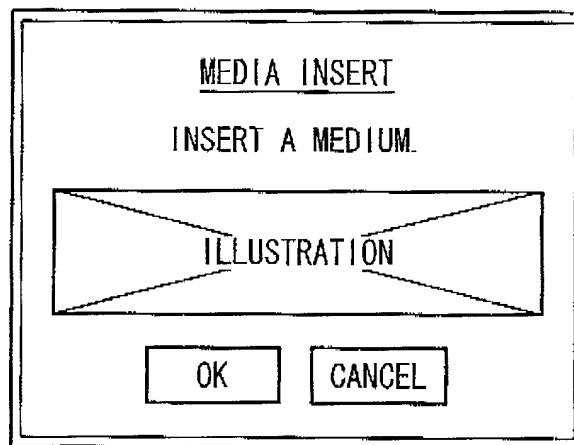 MEDIA INSERT
INSERT A MEDIUM.
ILLUSTRATION
OK CANCEL